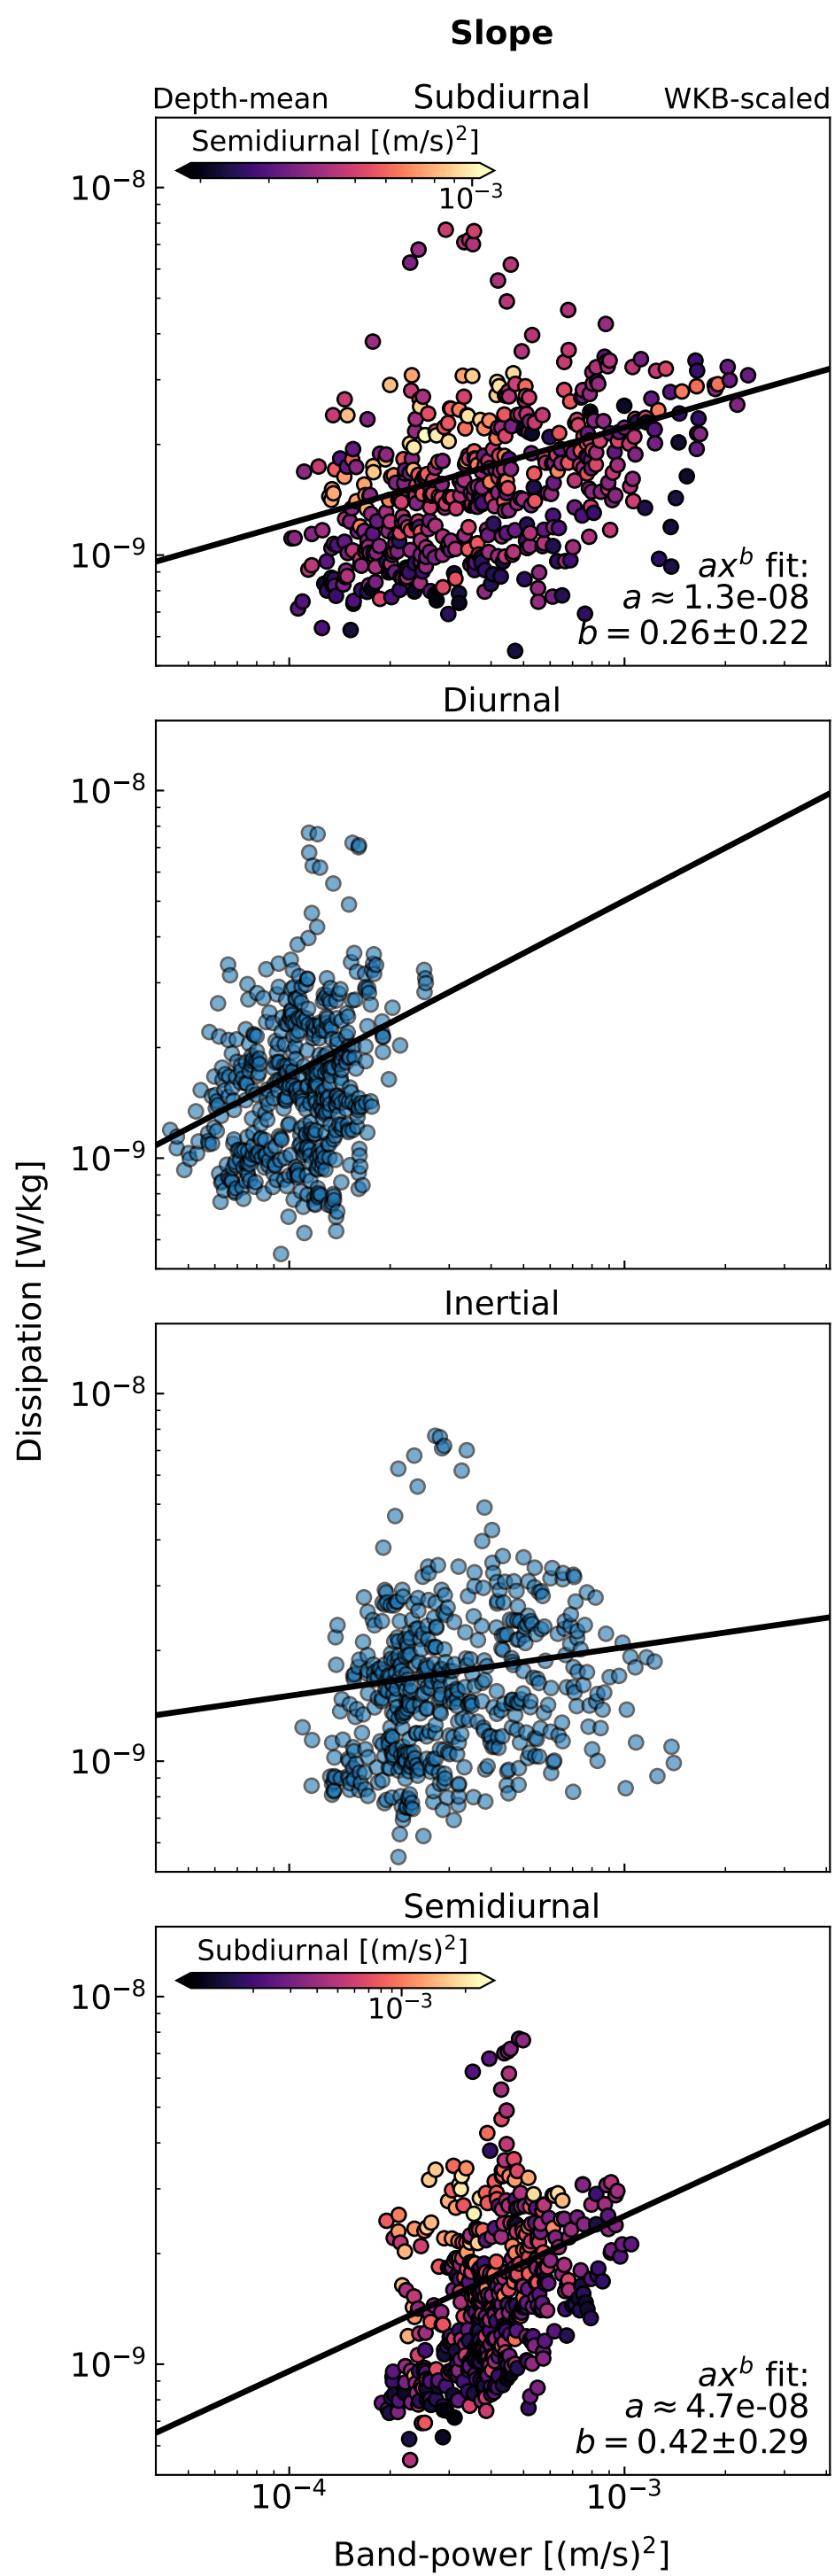 Slope
Depth-mean Subdiurnal WKB-scaled
Semidiurnal [(m/s)²]
10⁻³
10⁻⁸
10⁻⁹
ax^b fit:
a ≈ 1.3e-08
b = 0.26±0.22
Diurnal
10⁻⁸
10⁻⁹
Dissipation [W/kg]
Inertial
10⁻⁸
10⁻⁹
Semidiurnal
Subdiurnal [(m/s)²]
10⁻³
10⁻⁸
10⁻⁹
ax^b fit:
a ≈ 4.7e-08
b = 0.42±0.29
10⁻⁴ 10⁻³
Band-power [(m/s)²]